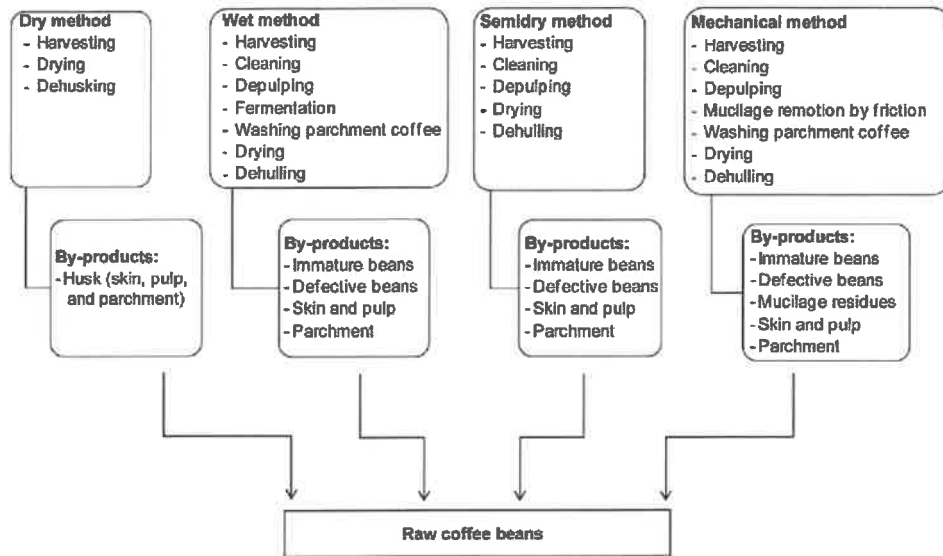 Dry method
- Harvesting
- Drying
- Dehusking
Wet method
- Harvesting
- Cleaning
- Depulping
- Fermentation
- Washing parchment coffee
- Drying
- Dehulling
Semidry method
- Harvesting
- Cleaning
- Depulping
- Drying
- Dehulling
Mechanical method
- Harvesting
- Cleaning
- Depulping
- Mucilage remotion by friction
- Washing parchment coffee
- Drying
- Dehulling
By-products:
- Husk (skin, pulp,
and parchment)
By-products:
- Immature beans
- Defective beans
- Skin and pulp
- Parchment
By-products:
- Immature beans
- Defective beans
- Skin and pulp
- Parchment
By-products:
- Immature beans
- Defective beans
- Mucilage residues
- Skin and pulp
- Parchment
Raw coffee beans